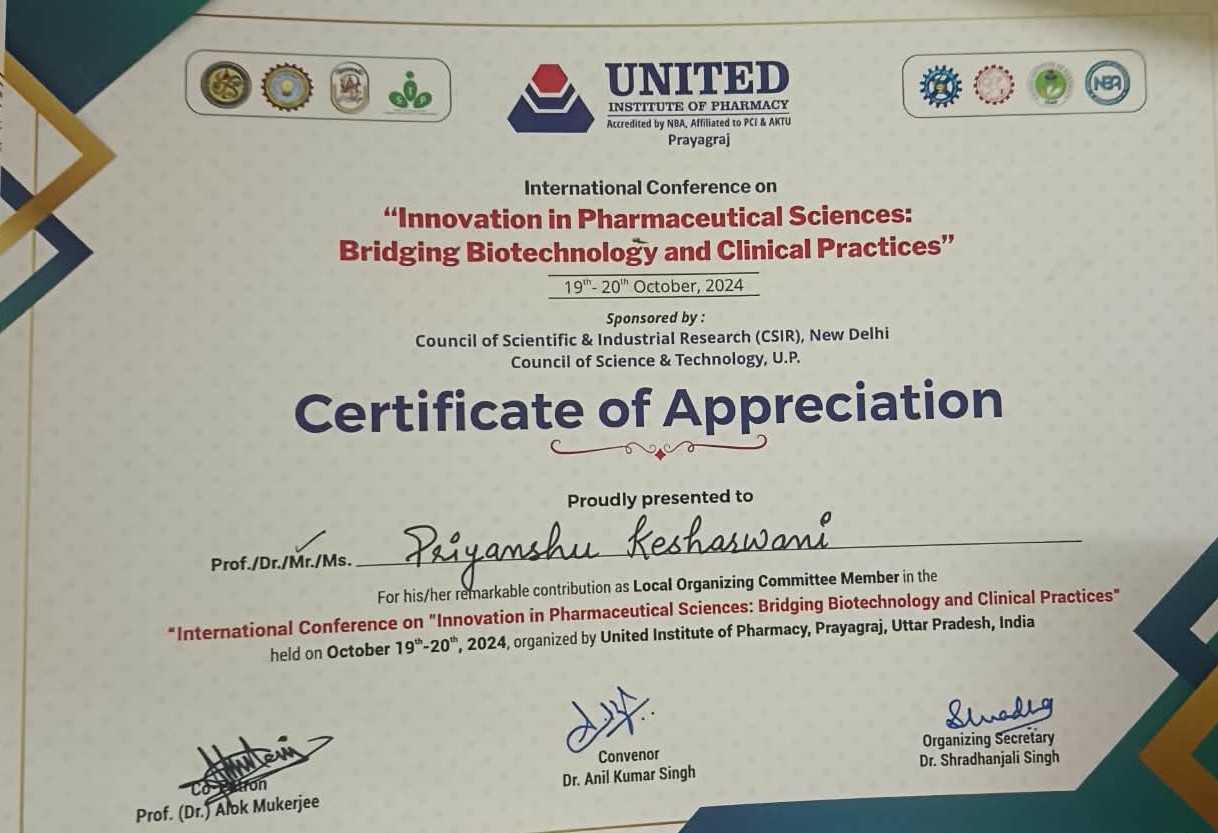 UNITED
INSTITUTE OF PHARMACY
Accredited by NBA, Affiliated to PCI & AKTU
Prayagraj
S I P
NBA
International Conference on
“Innovation in Pharmaceutical Sciences:
Bridging Biotechnology and Clinical Practices”
19th- 20th October, 2024
Sponsored by :
Council of Scientific & Industrial Research (CSIR), New Delhi
Council of Science & Technology, U.P.
Certificate of Appreciation
Proudly presented to
Prof./Dr./Mr./Ms. Priyanshu Kesharwani
For his/her remarkable contribution as Local Organizing Committee Member in the
"International Conference on "Innovation in Pharmaceutical Sciences: Bridging Biotechnology and Clinical Practices"
held on October 19th-20th, 2024, organized by United Institute of Pharmacy, Prayagraj, Uttar Pradesh, India
Co-Patron
Prof. (Dr.) Alok Mukerjee
Convenor
Dr. Anil Kumar Singh
Organizing Secretary
Dr. Shradhanjali Singh